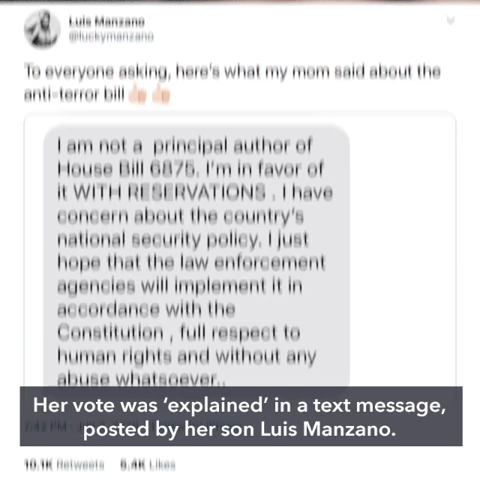 Luis Manzano
@luckymanzano
To everyone asking, here's what my mom said about the
anti-terror bill 👍🏻 👍🏻
I am not a principal author of
House Bill 6875. I'm in favor of
it WITH RESERVATIONS . I have
concern about the country's
national security policy. I just
hope that the law enforcement
agencies will implement it in
accordance with the
Constitution , full respect to
human rights and without any
abuse whatsoever..
Her vote was ‘explained’ in a text message,
posted by her son Luis Manzano.
10.1K Retweets 5.4K Likes